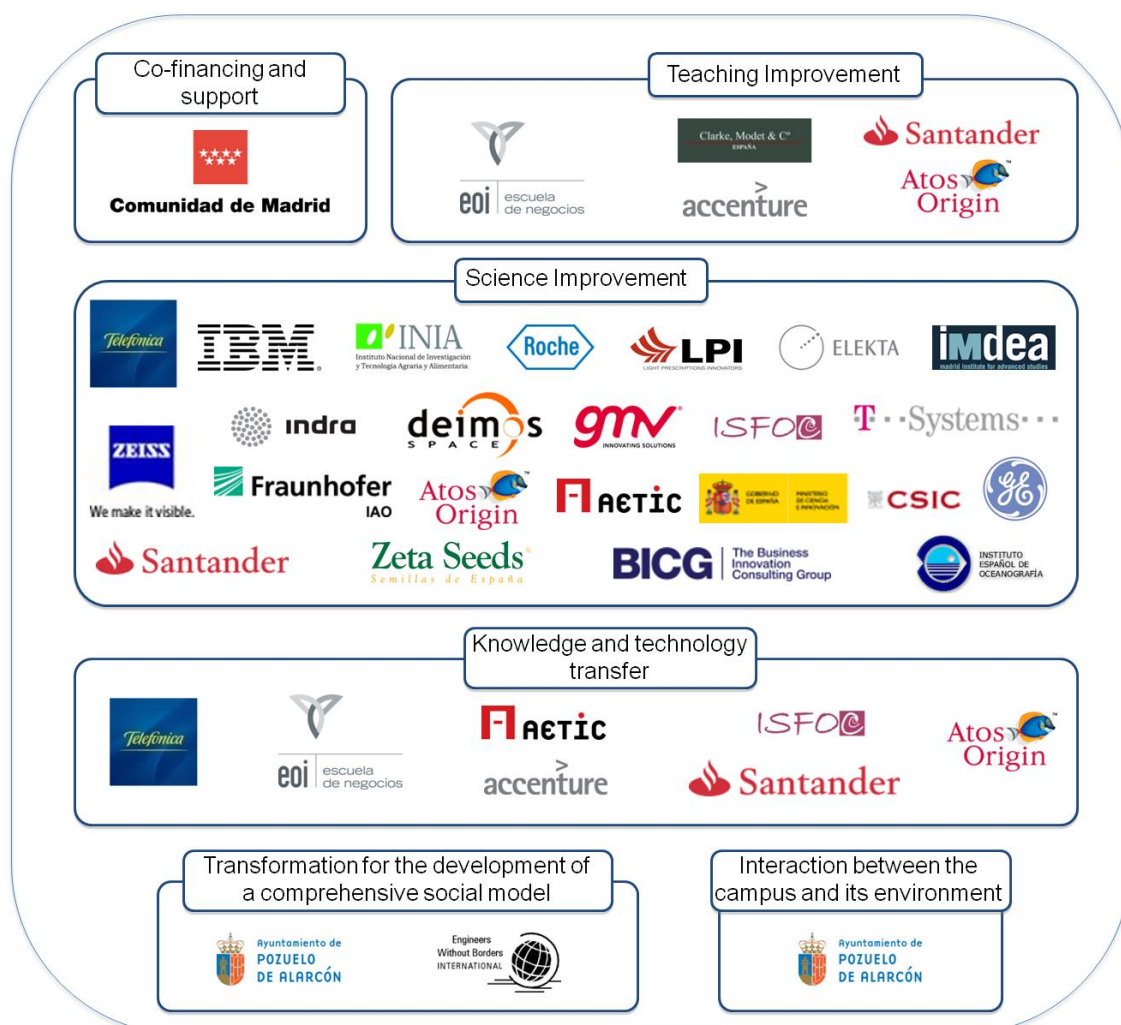 Co-financing and
support
Comunidad de Madrid
Teaching Improvement
eoi escuela
de negocios
Clarke, Modet & Cº
ESPAÑA
accenture
Santander
Atos™
Origin
Science Improvement
Telefónica
IBM®
INIA
Instituto Nacional de Investigación
y Tecnología Agraria y Alimentaria
Roche
LPI
LIGHT PRESCRIPTIONS INNOVATORS
ELEKTA
imdea
madrid institute for advanced studies
ZEISS
We make it visible.
indra
deimos
SPACE
gmv®
INNOVATING SOLUTIONS
ISFOC
T··Systems···
Fraunhofer
IAO
Atos™
Origin
AETIC
GOBIERNO
DE ESPAÑA
MINISTERIO
DE CIENCIA
E INNOVACIÓN
CSIC
GE
Santander
Zeta Seeds®
Semillas de España
BICG
The Business
Innovation
Consulting Group
INSTITUTO
ESPAÑOL DE
OCEANOGRAFÍA
Knowledge and technology
transfer
Telefónica
eoi escuela
de negocios
AETIC
accenture
ISFOC
Santander
Atos™
Origin
Transformation for the development of
a comprehensive social model
Ayuntamiento de
POZUELO
DE ALARCÓN
Engineers
Without Borders
INTERNATIONAL
Interaction between the
campus and its environment
Ayuntamiento de
POZUELO
DE ALARCÓN